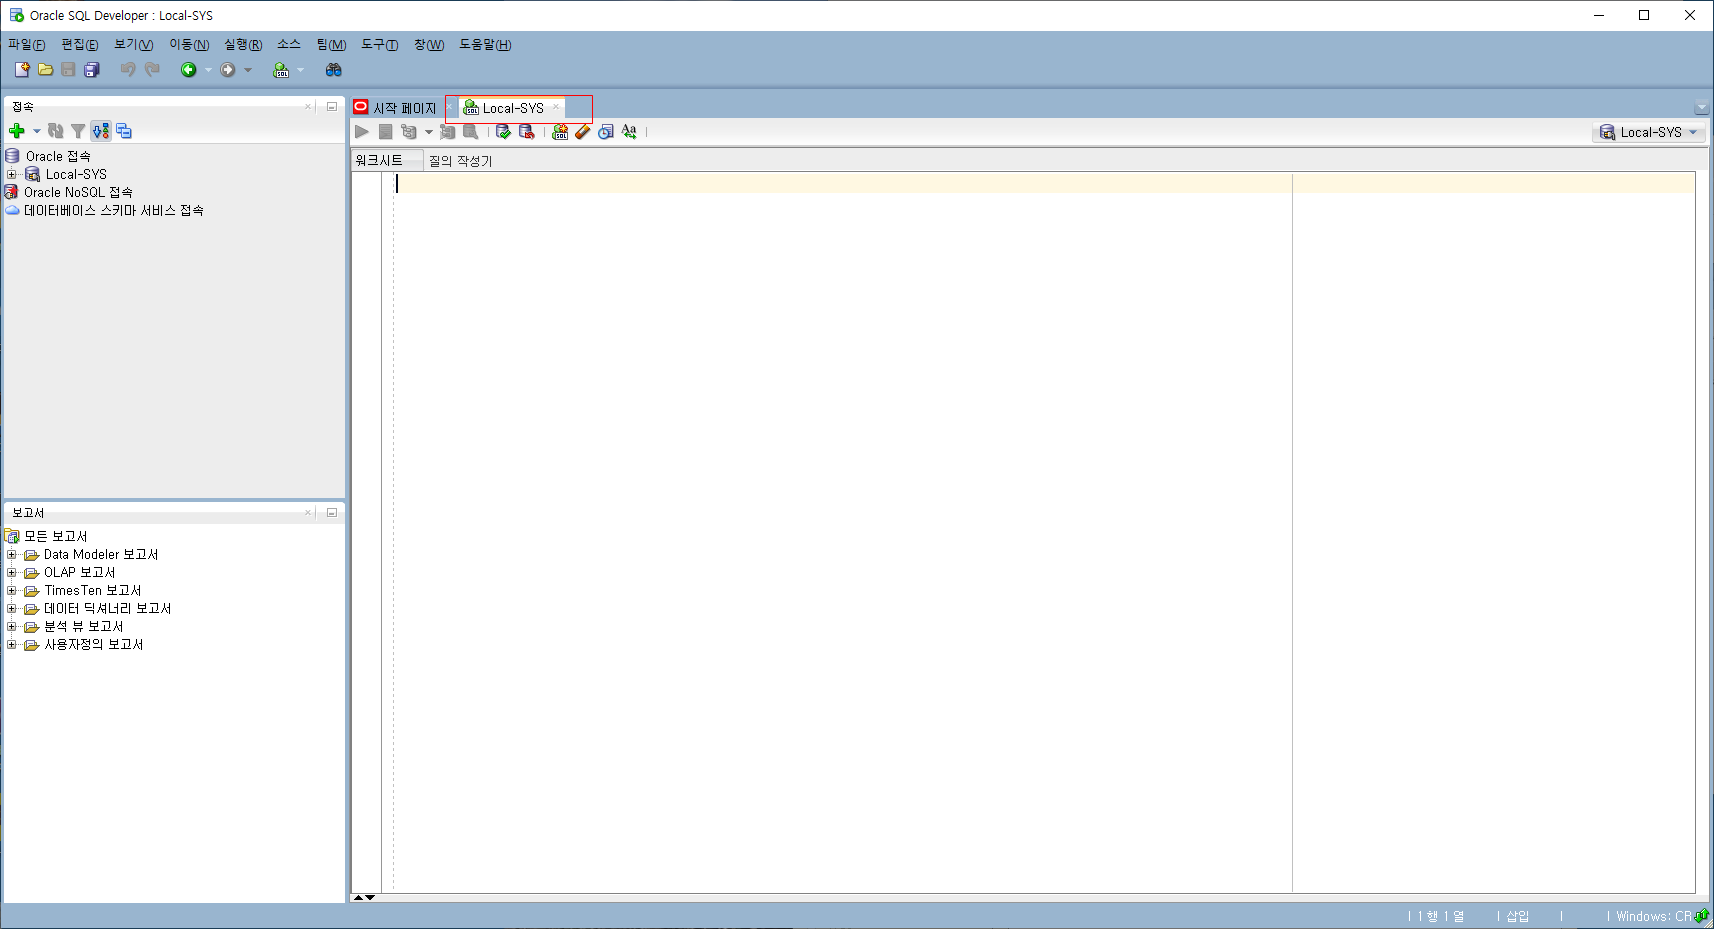 Oracle SQL Developer : Local-SYS
파일(F) 편집(E) 보기(V) 이동(N) 실행(R) 소스 팀(M) 도구(T) 창(W) 도움말(H)
접속
Oracle 접속
Local-SYS
Oracle NoSQL 접속
데이터베이스 스키마 서비스 접속
보고서
모든 보고서
Data Modeler 보고서
OLAP 보고서
TimesTen 보고서
데이터 딕셔너리 보고서
분석 뷰 보고서
사용자정의 보고서
시작 페이지 Local-SYS
Local-SYS
워크시트 질의 작성기
1 행 1 열 삽입 Windows: CR